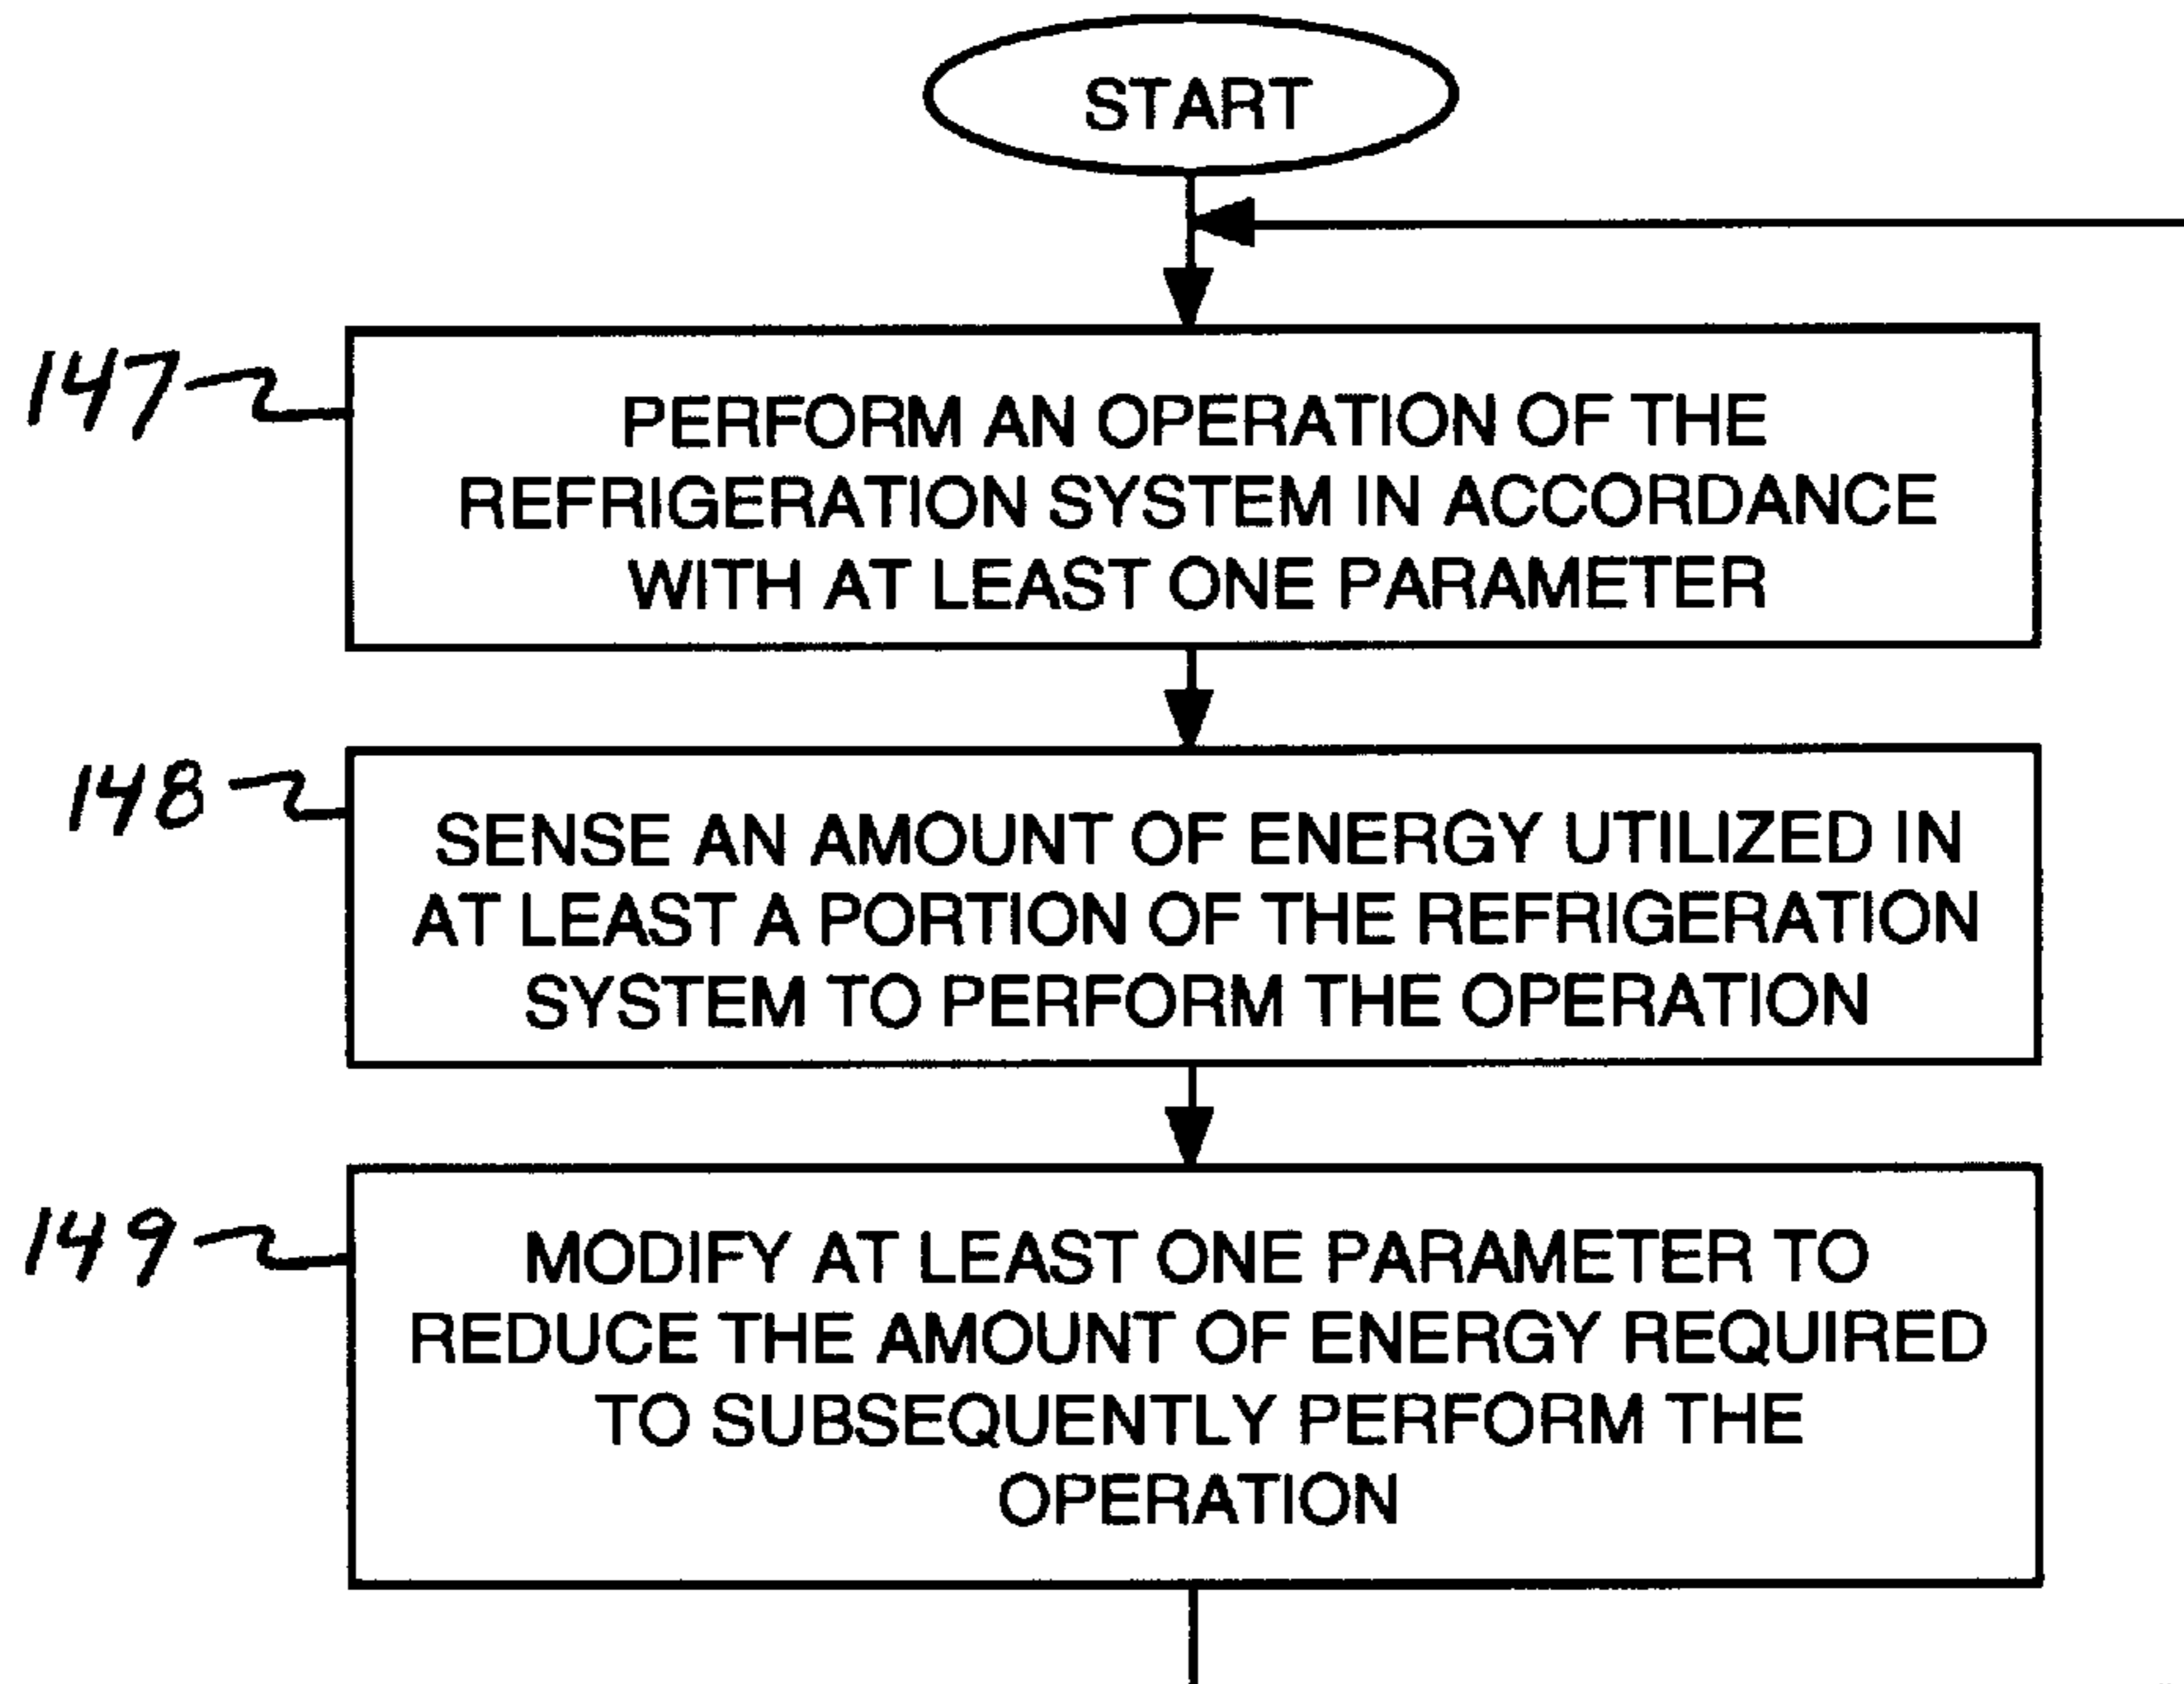 START
147
PERFORM AN OPERATION OF THE
REFRIGERATION SYSTEM IN ACCORDANCE
WITH AT LEAST ONE PARAMETER
148
SENSE AN AMOUNT OF ENERGY UTILIZED IN
AT LEAST A PORTION OF THE REFRIGERATION
SYSTEM TO PERFORM THE OPERATION
149
MODIFY AT LEAST ONE PARAMETER TO
REDUCE THE AMOUNT OF ENERGY REQUIRED
TO SUBSEQUENTLY PERFORM THE
OPERATION